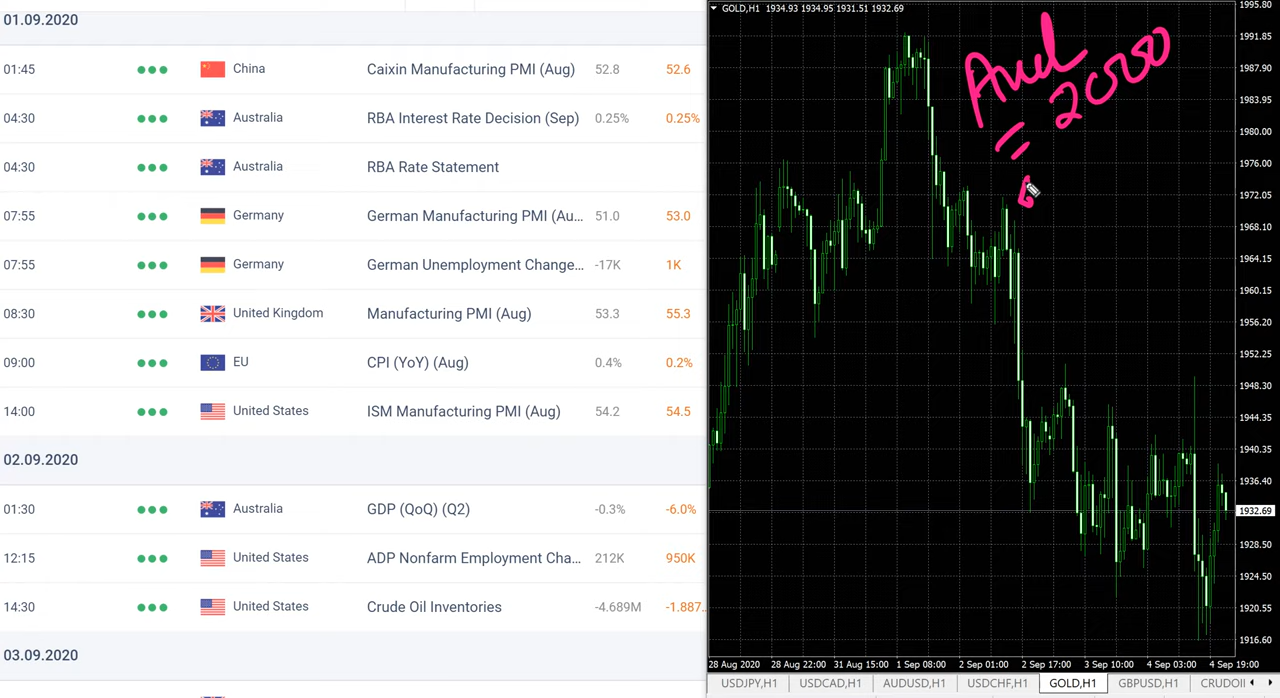 01.09.2020
01:45 China Caixin Manufacturing PMI (Aug) 52.8 52.6
04:30 Australia RBA Interest Rate Decision (Sep) 0.25% 0.25%
04:30 Australia RBA Rate Statement
07:55 Germany German Manufacturing PMI (Au... 51.0 53.0
07:55 Germany German Unemployment Change... -17K 1K
08:30 United Kingdom Manufacturing PMI (Aug) 53.3 55.3
09:00 EU CPI (YoY) (Aug) 0.4% 0.2%
14:00 United States ISM Manufacturing PMI (Aug) 54.2 54.5
02.09.2020
01:30 Australia GDP (QoQ) (Q2) -0.3% -6.0%
12:15 United States ADP Nonfarm Employment Cha... 212K 950K
14:30 United States Crude Oil Inventories -4.689M -1.887..
03.09.2020
GOLD,H1 1934.93 1934.95 1931.51 1932.69
1995.80
1991.85
1987.90
1983.95
1980.00
1976.00
1972.05
1968.10
1964.15
1960.15
1956.20
1952.25
1948.30
1944.35
1940.35
1936.40
1932.69
1928.50
1924.50
1920.55
1916.60
28 Aug 2020 28 Aug 22:00 31 Aug 15:00 1 Sep 08:00 2 Sep 01:00 2 Sep 17:00 3 Sep 10:00 4 Sep 03:00 4 Sep 19:00
USDJPY,H1 USDCAD,H1 AUDUSD,H1 USDCHF,H1 GOLD,H1 GBPUSD,H1 CRUDOII